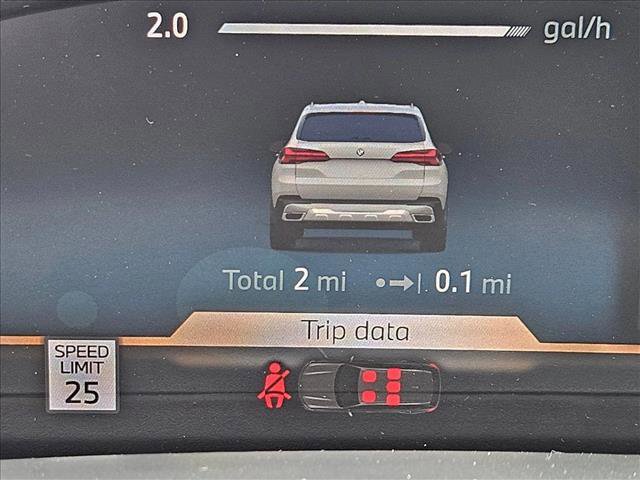 2.0 gal/h
Total 2 mi 0.1 mi
Trip data
SPEED
LIMIT
25